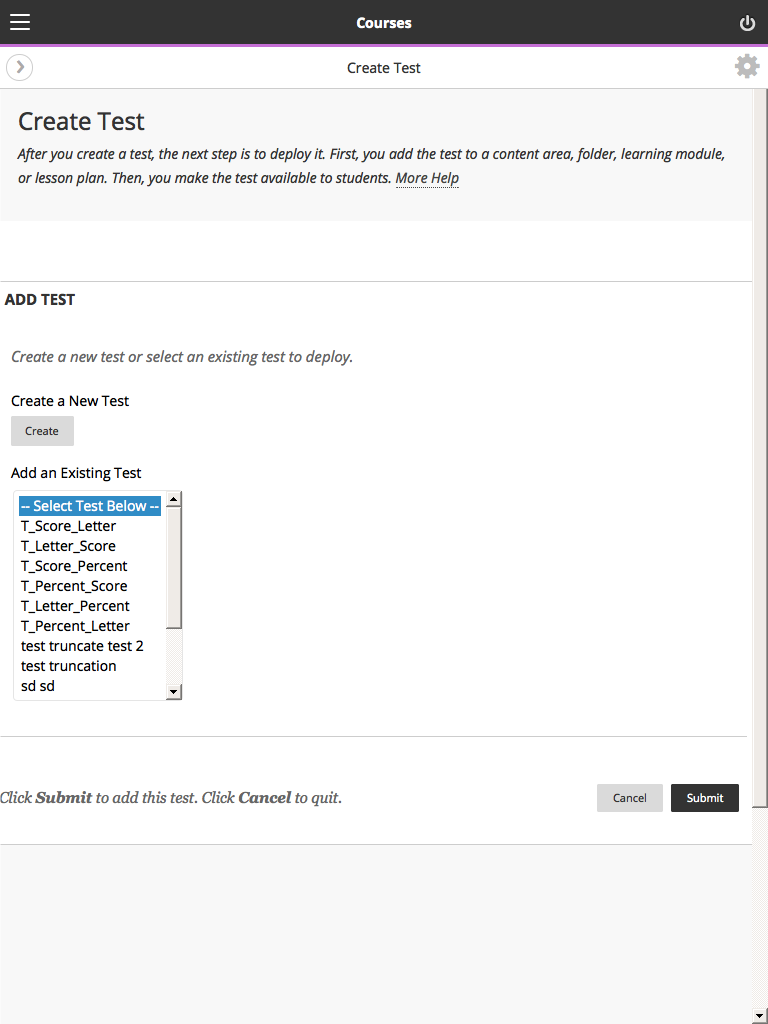 Courses
Create Test
Create Test
After you create a test, the next step is to deploy it. First, you add the test to a content area, folder, learning module,
or lesson plan. Then, you make the test available to students. More Help
ADD TEST
Create a new test or select an existing test to deploy.
Create a New Test
Create
Add an Existing Test
-- Select Test Below --
T_Score_Letter
T_Letter_Score
T_Score_Percent
T_Percent_Score
T_Letter_Percent
T_Percent_Letter
test truncate test 2
test truncation
sd sd
Click Submit to add this test. Click Cancel to quit.
Cancel
Submit